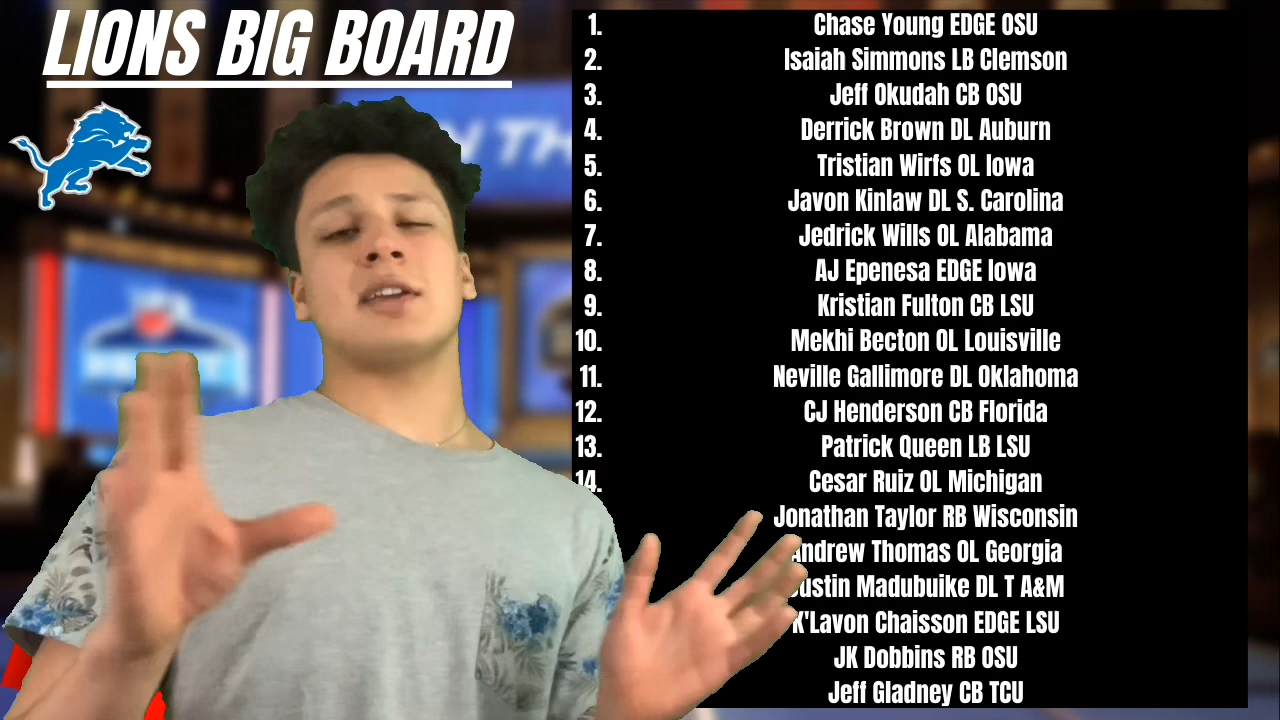 LIONS BIG BOARD
1. Chase Young EDGE OSU
2. Isaiah Simmons LB Clemson
3. Jeff Okudah CB OSU
4. Derrick Brown DL Auburn
5. Tristian Wirfs OL Iowa
6. Javon Kinlaw DL S. Carolina
7. Jedrick Wills OL Alabama
8. AJ Epenesa EDGE Iowa
9. Kristian Fulton CB LSU
10. Mekhi Becton OL Louisville
11. Neville Gallimore DL Oklahoma
12. CJ Henderson CB Florida
13. Patrick Queen LB LSU
14. Cesar Ruiz OL Michigan
Jonathan Taylor RB Wisconsin
Andrew Thomas OL Georgia
Justin Madubuike DL T A&M
K'Lavon Chaisson EDGE LSU
JK Dobbins RB OSU
Jeff Gladney CB TCU